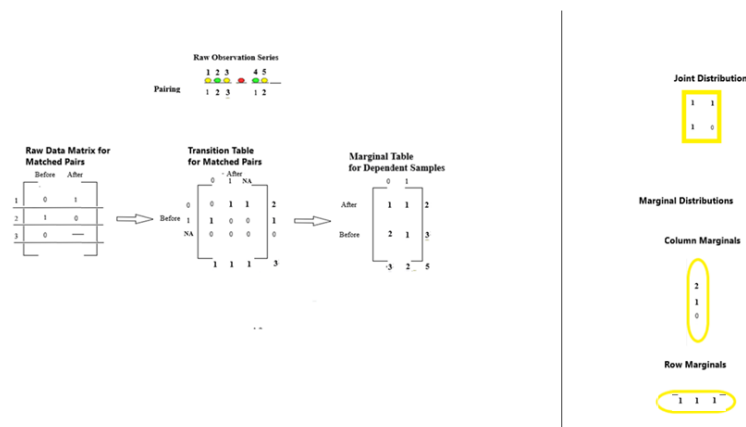 Raw Observation Series
1 2 3 4 5
Pairing 1 2 3 1 2
Raw Data Matrix for
Matched Pairs
Before After
1 0 1
2 1 0
3 0 —
Transition Table
for Matched Pairs
After
0 1 NA
0 0 1 1 2
Before 1 1 0 0 1
NA 0 0 0 0
1 1 1 3
Marginal Table
for Dependent Samples
0 1
After 1 1 2
Before 2 1 3
3 2 5
Joint Distribution
1 1
1 0
Marginal Distributions
Column Marginals
2
1
0
Row Marginals
1 1 1